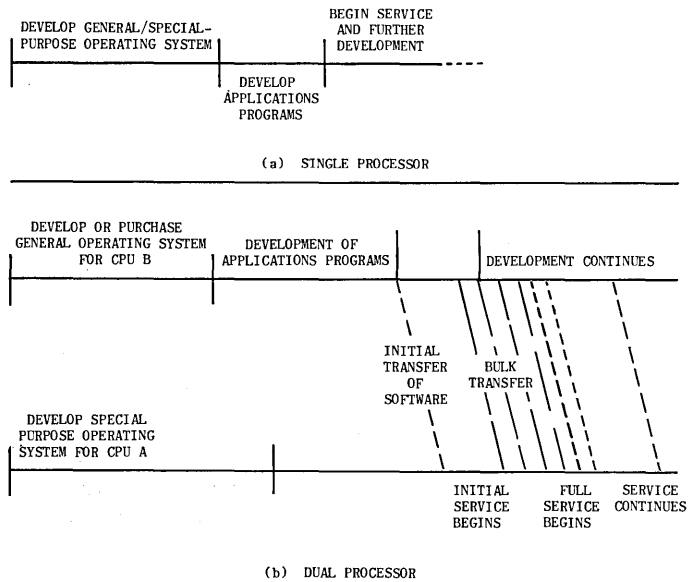 DEVELOP GENERAL/SPECIAL-
PURPOSE OPERATING SYSTEM
BEGIN SERVICE
AND FURTHER
DEVELOPMENT
DEVELOP
APPLICATIONS
PROGRAMS
(a) SINGLE PROCESSOR
DEVELOP OR PURCHASE
GENERAL OPERATING SYSTEM
FOR CPU B
DEVELOPMENT OF
APPLICATIONS PROGRAMS
DEVELOPMENT CONTINUES
INITIAL
TRANSFER
OF
SOFTWARE
BULK
TRANSFER
DEVELOP SPECIAL
PURPOSE OPERATING
SYSTEM FOR CPU A
INITIAL
SERVICE
BEGINS
FULL
SERVICE
BEGINS
SERVICE
CONTINUES
(b) DUAL PROCESSOR